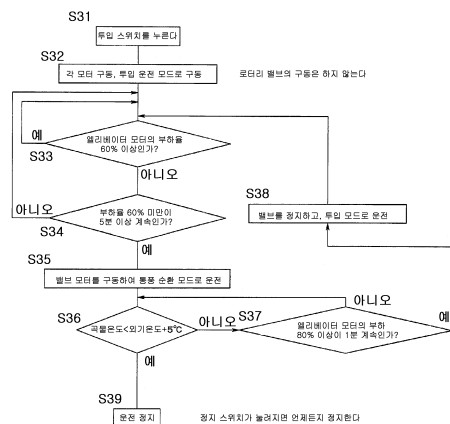 S31
투입 스위치를 누른다
S32
각 모터 구동, 투입 운전 모드로 구동
로터리 밸브의 구동은 하지 않는다
예
엘리베이터 모터의 부하율
60% 이상인가?
S33
아니오
S38
밸브를 정지하고, 투입 모드로 운전
아니오
부하율 60% 미만이
5분 이상 계속인가?
S34
예
S35
밸브 모터를 구동하여 통풍 순환 모드로 운전
아니오
S36
곡물온도<외기온도+5℃
아니오
S37
엘리베이터 모터의 부하
80% 이상이 1분 계속인가?
예
예
S39
운전 정지
정지 스위치가 눌려지면 언제든지 정지한다